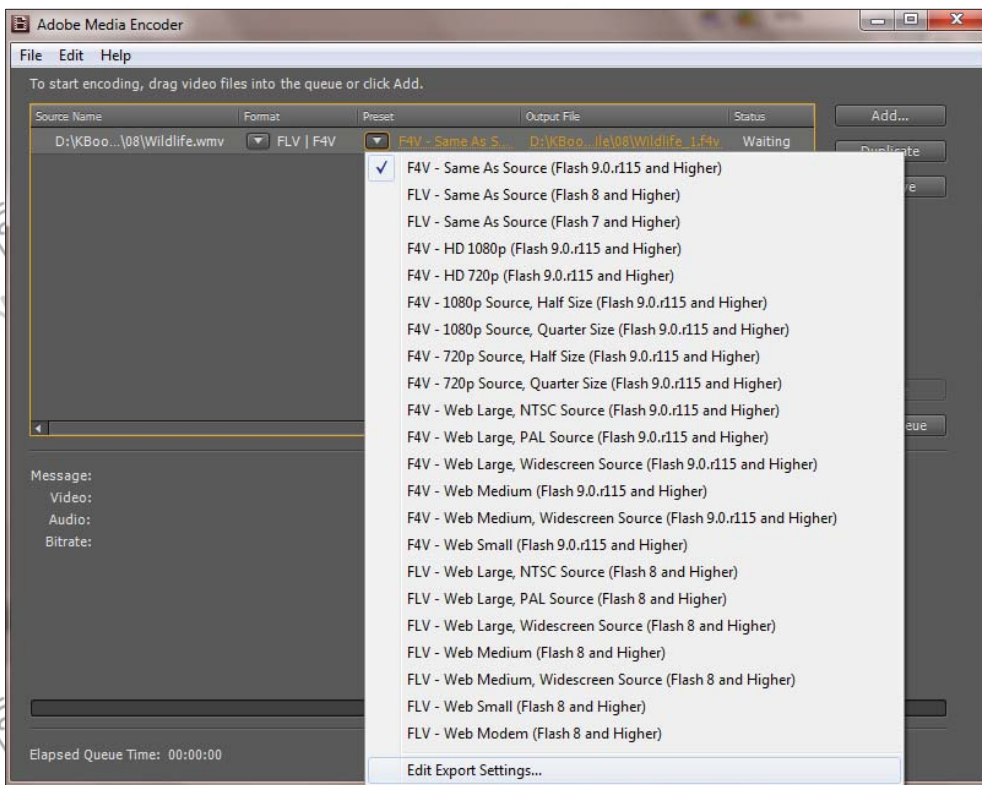 Adobe Media Encoder
File Edit Help
To start encoding, drag video files into the queue or click Add.
Source Name Format Preset Output File Status
D:\KBoo...\08\Wildlife.wmv FLV | F4V F4V - Same As S... D:\KBoo...ile\08\Wildlife_1.f4v Waiting
Add...
Duplicate
F4V - Same As Source (Flash 9.0.r115 and Higher)
FLV - Same As Source (Flash 8 and Higher)
FLV - Same As Source (Flash 7 and Higher)
F4V - HD 1080p (Flash 9.0.r115 and Higher)
F4V - HD 720p (Flash 9.0.r115 and Higher)
F4V - 1080p Source, Half Size (Flash 9.0.r115 and Higher)
F4V - 1080p Source, Quarter Size (Flash 9.0.r115 and Higher)
F4V - 720p Source, Half Size (Flash 9.0.r115 and Higher)
F4V - 720p Source, Quarter Size (Flash 9.0.r115 and Higher)
F4V - Web Large, NTSC Source (Flash 9.0.r115 and Higher)
F4V - Web Large, PAL Source (Flash 9.0.r115 and Higher)
F4V - Web Large, Widescreen Source (Flash 9.0.r115 and Higher)
F4V - Web Medium (Flash 9.0.r115 and Higher)
F4V - Web Medium, Widescreen Source (Flash 9.0.r115 and Higher)
F4V - Web Small (Flash 9.0.r115 and Higher)
FLV - Web Large, NTSC Source (Flash 8 and Higher)
FLV - Web Large, PAL Source (Flash 8 and Higher)
FLV - Web Large, Widescreen Source (Flash 8 and Higher)
FLV - Web Medium (Flash 8 and Higher)
FLV - Web Medium, Widescreen Source (Flash 8 and Higher)
FLV - Web Small (Flash 8 and Higher)
FLV - Web Modem (Flash 8 and Higher)
Edit Export Settings...
Message:
Video:
Audio:
Bitrate:
Elapsed Queue Time: 00:00:00